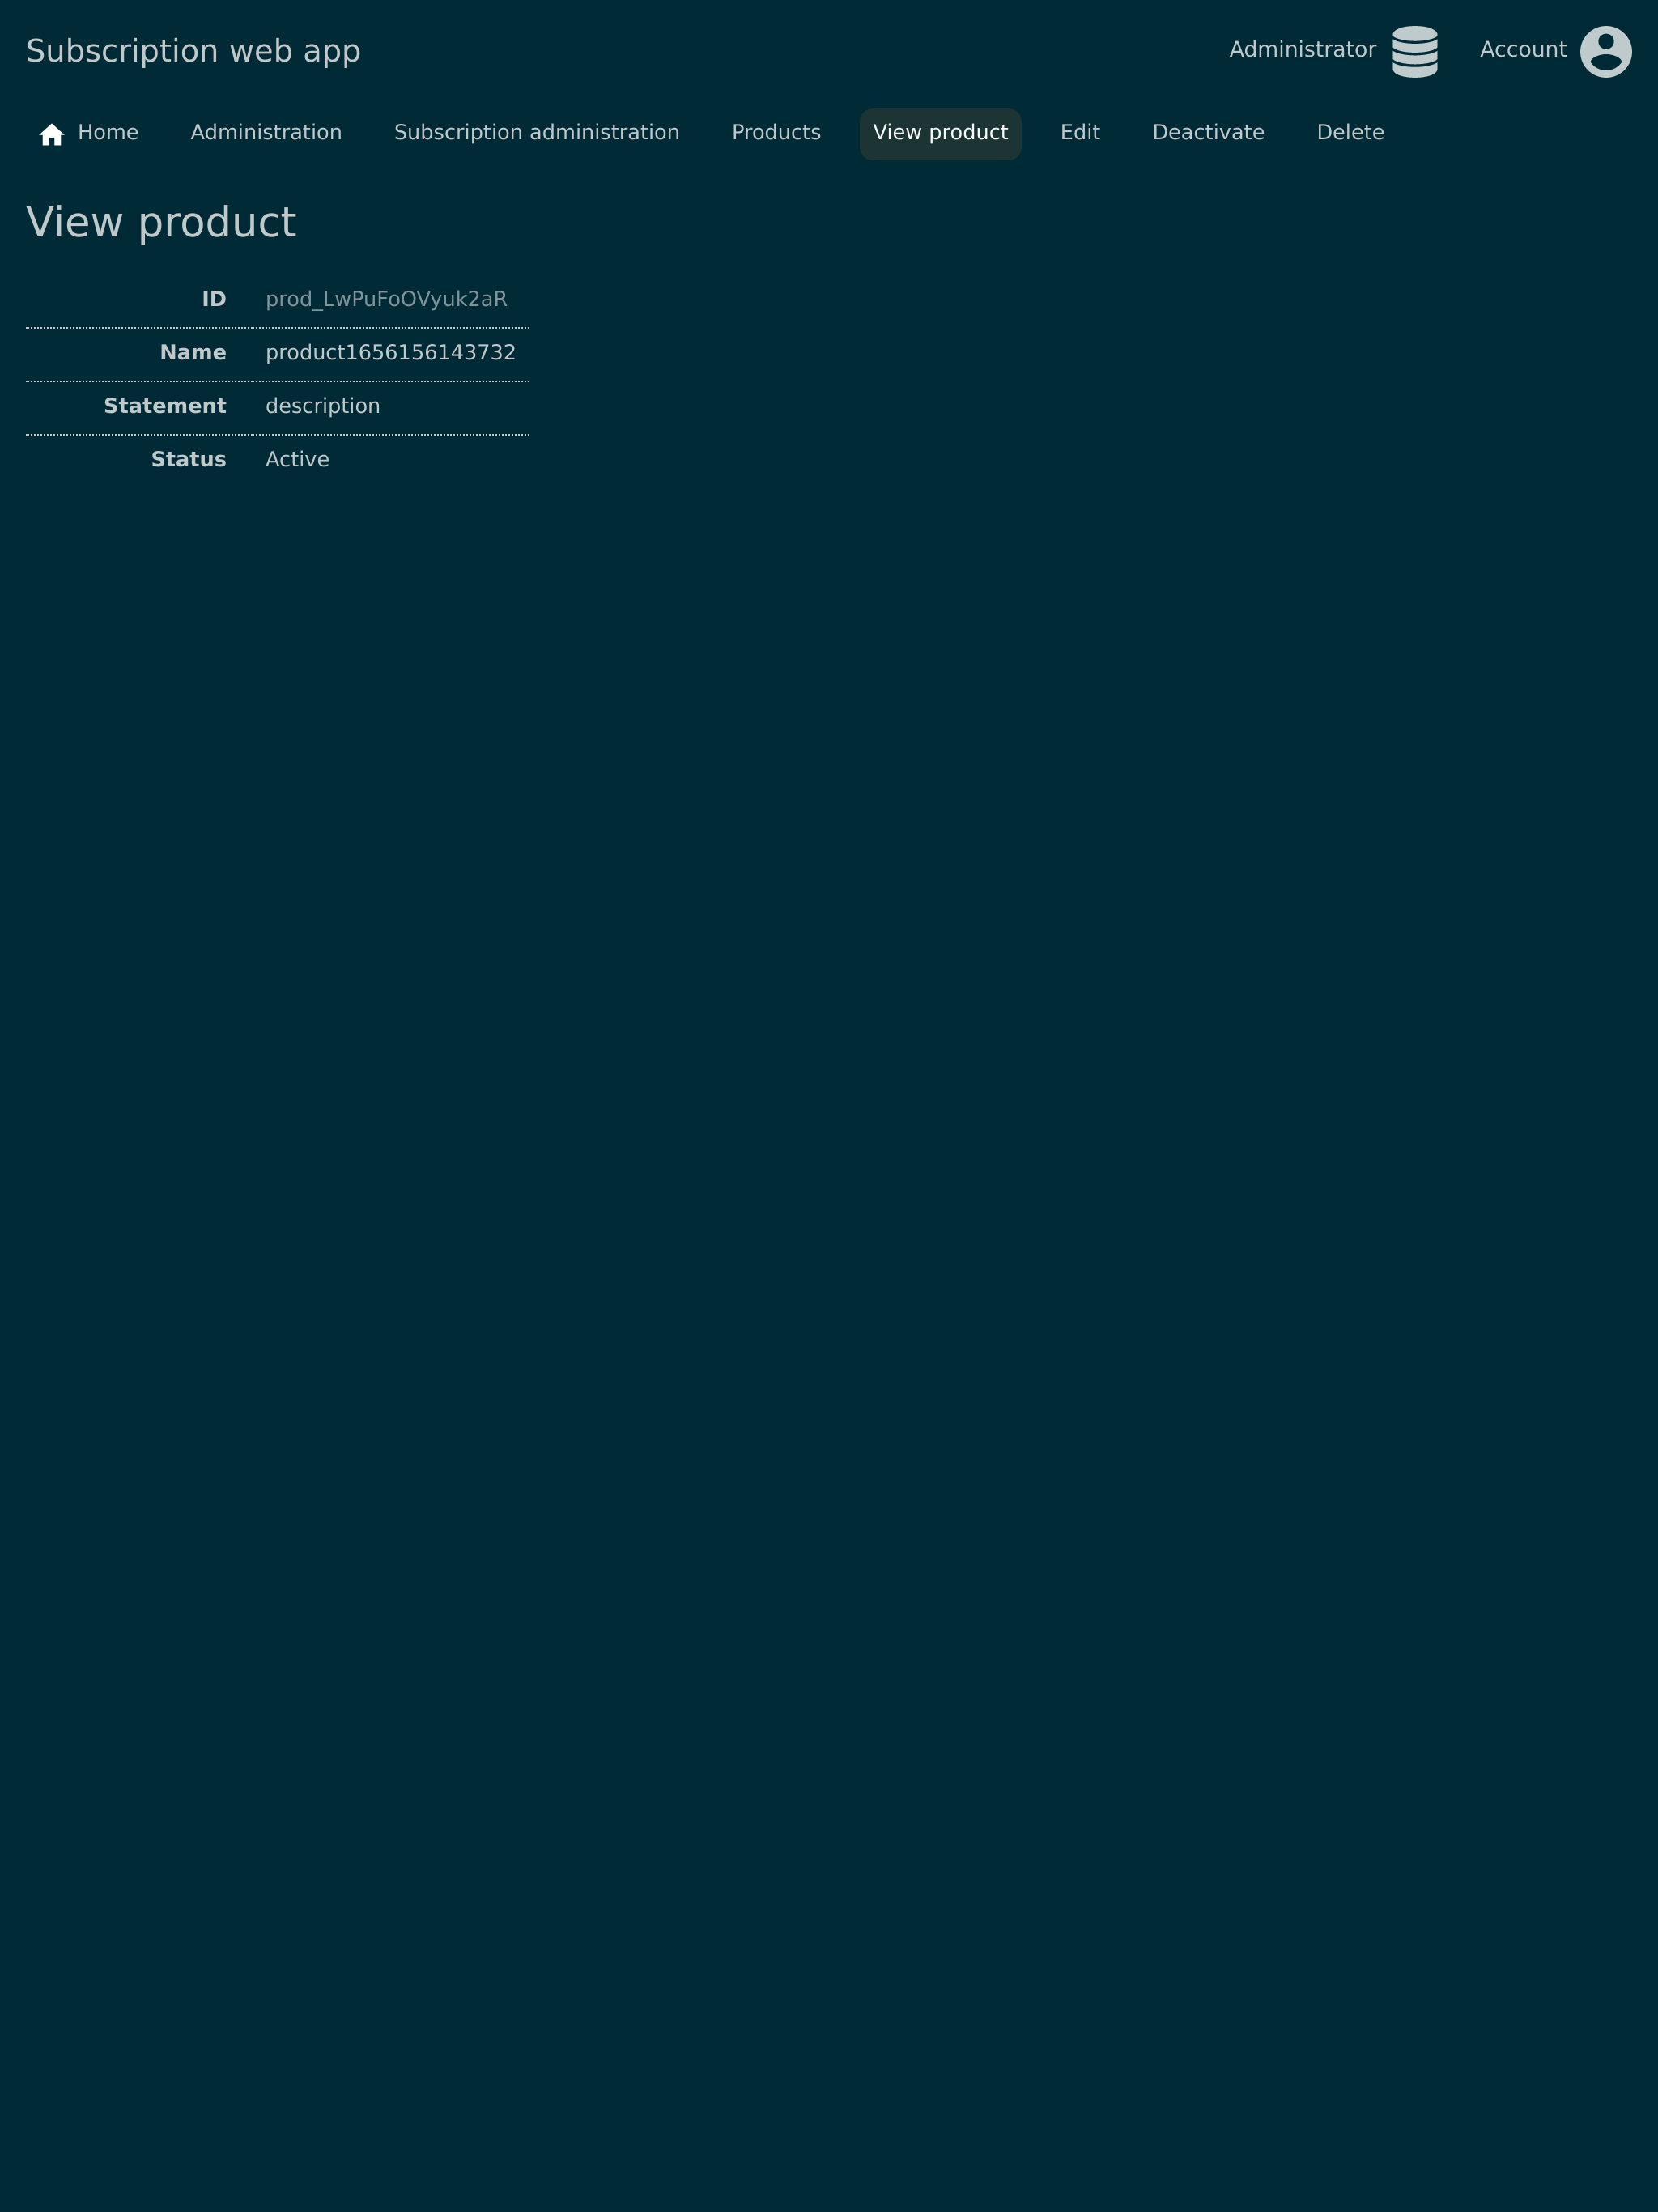 Subscription web app
Administrator Account
Home Administration Subscription administration Products View product Edit Deactivate Delete
View product
ID prod_LwPuFoOVyuk2aR
Name product1656156143732
Statement description
Status Active